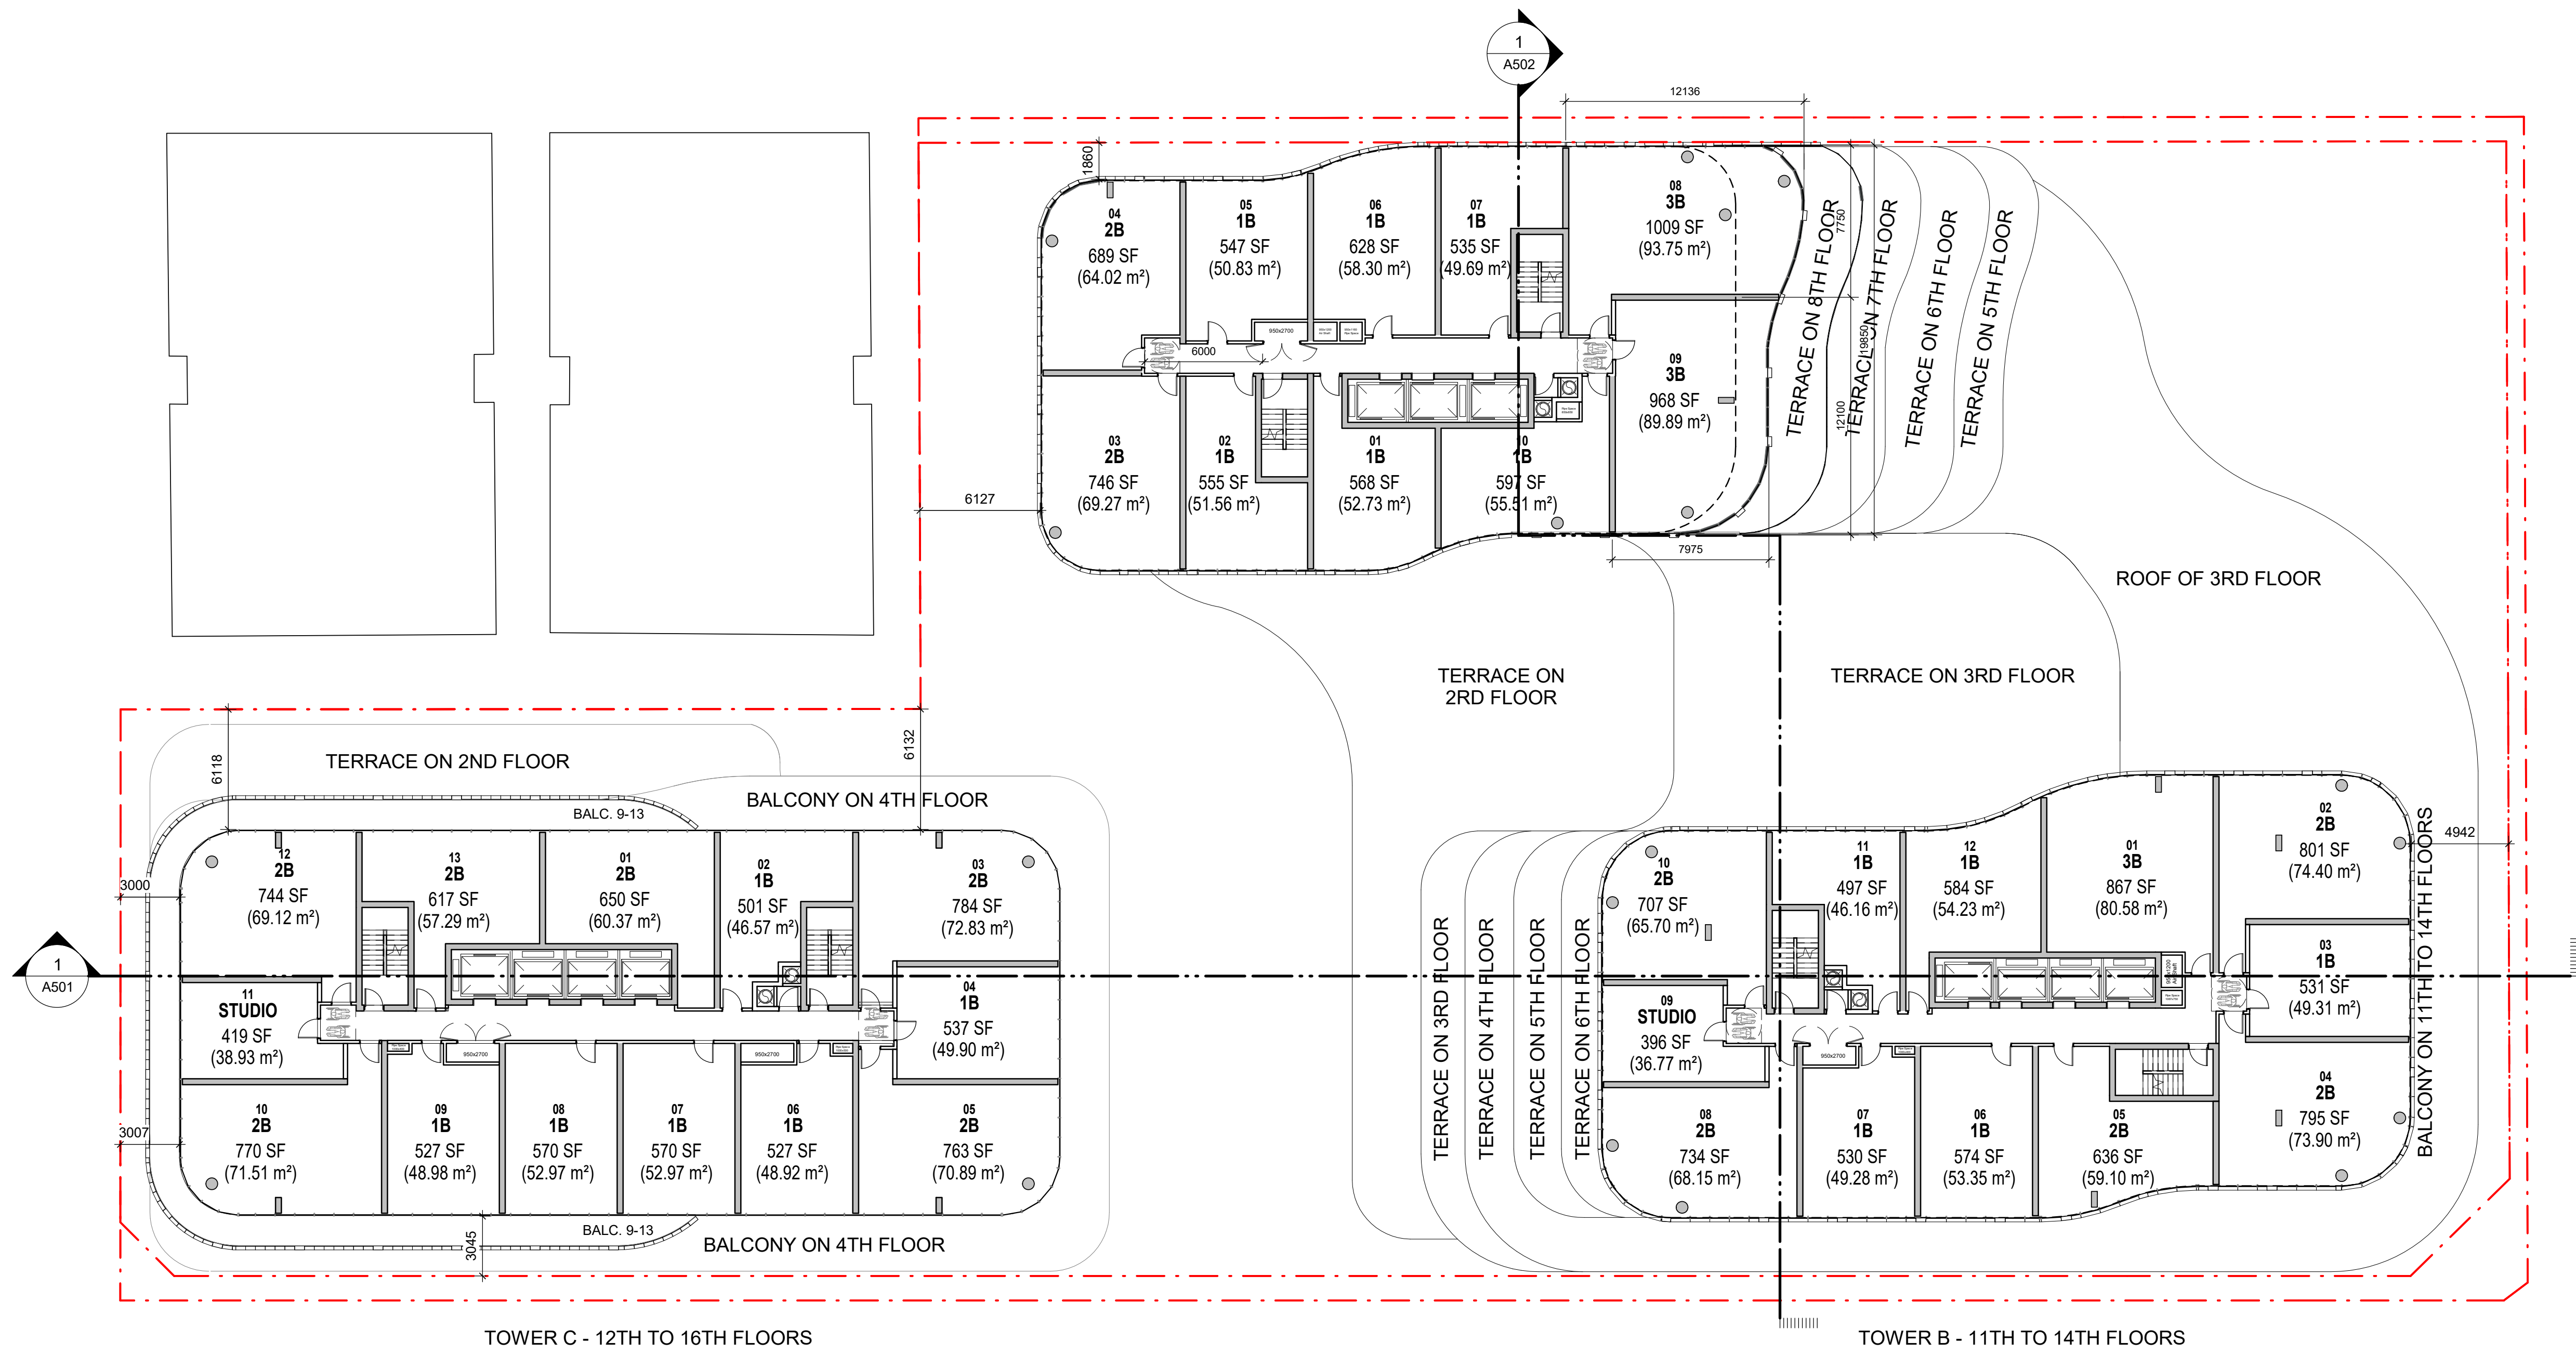 1
A502
12136
1860
04
2B
689 SF
(64.02 m²)
05
1B
547 SF
(50.83 m²)
06
1B
628 SF
(58.30 m²)
07
1B
535 SF
(49.69 m²)
08
3B
1009 SF
(93.75 m²)
950x2700
6000
09
3B
968 SF
(89.89 m²)
03
2B
746 SF
(69.27 m²)
02
1B
555 SF
(51.56 m²)
01
1B
568 SF
(52.73 m²)
10
1B
597 SF
(55.51 m²)
7750
19850
12100
TERRACE ON 8TH FLOOR
TERRACE ON 7TH FLOOR
TERRACE ON 6TH FLOOR
TERRACE ON 5TH FLOOR
6127
7975
ROOF OF 3RD FLOOR
TERRACE ON
2RD FLOOR
TERRACE ON 3RD FLOOR
6118
TERRACE ON 2ND FLOOR
6132
BALCONY ON 4TH FLOOR
BALC. 9-13
3000
12
2B
744 SF
(69.12 m²)
13
2B
617 SF
(57.29 m²)
01
2B
650 SF
(60.37 m²)
02
1B
501 SF
(46.57 m²)
03
2B
784 SF
(72.83 m²)
1
A501
11
STUDIO
419 SF
(38.93 m²)
04
1B
537 SF
(49.90 m²)
950x2700
950x2700
3007
10
2B
770 SF
(71.51 m²)
09
1B
527 SF
(48.98 m²)
08
1B
570 SF
(52.97 m²)
07
1B
570 SF
(52.97 m²)
06
1B
527 SF
(48.92 m²)
05
2B
763 SF
(70.89 m²)
BALC. 9-13
3045
BALCONY ON 4TH FLOOR
TERRACE ON 3RD FLOOR
TERRACE ON 4TH FLOOR
TERRACE ON 5TH FLOOR
TERRACE ON 6TH FLOOR
10
2B
707 SF
(65.70 m²)
11
1B
497 SF
(46.16 m²)
12
1B
584 SF
(54.23 m²)
01
3B
867 SF
(80.58 m²)
02
2B
801 SF
(74.40 m²)
4942
BALCONY ON 11TH TO 14TH FLOORS
03
1B
531 SF
(49.31 m²)
09
STUDIO
396 SF
(36.77 m²)
950x2700
08
2B
734 SF
(68.15 m²)
07
1B
530 SF
(49.28 m²)
06
1B
574 SF
(53.35 m²)
05
2B
636 SF
(59.10 m²)
04
2B
795 SF
(73.90 m²)
TOWER C - 12TH TO 16TH FLOORS
TOWER B - 11TH TO 14TH FLOORS